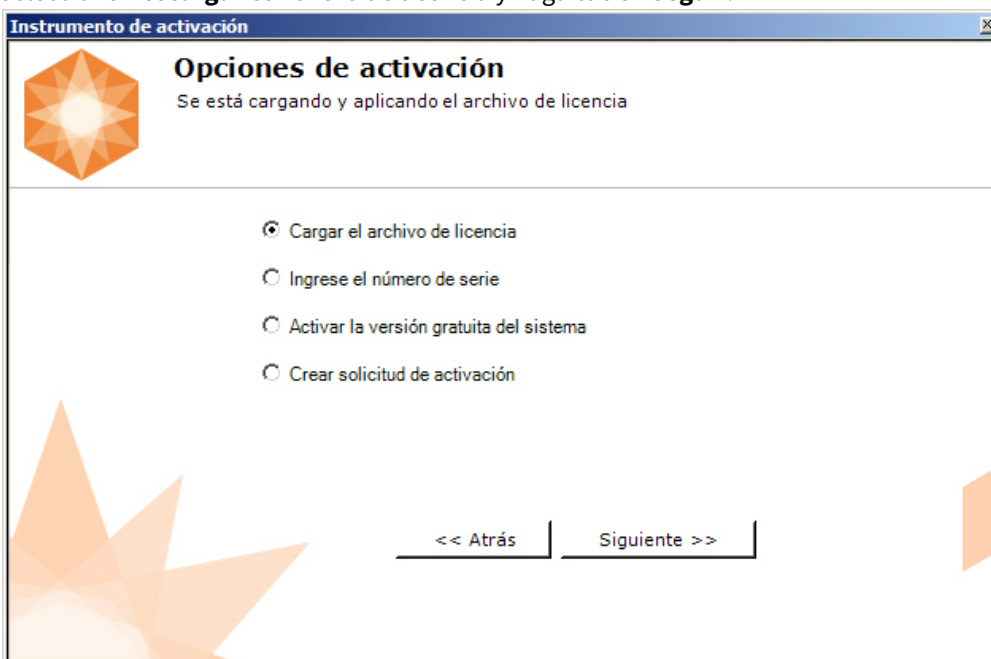 Instrumento de activación
Opciones de activación
Se está cargando y aplicando el archivo de licencia
Cargar el archivo de licencia
Ingrese el número de serie
Activar la versión gratuita del sistema
Crear solicitud de activación
<< Atrás
Siguiente >>